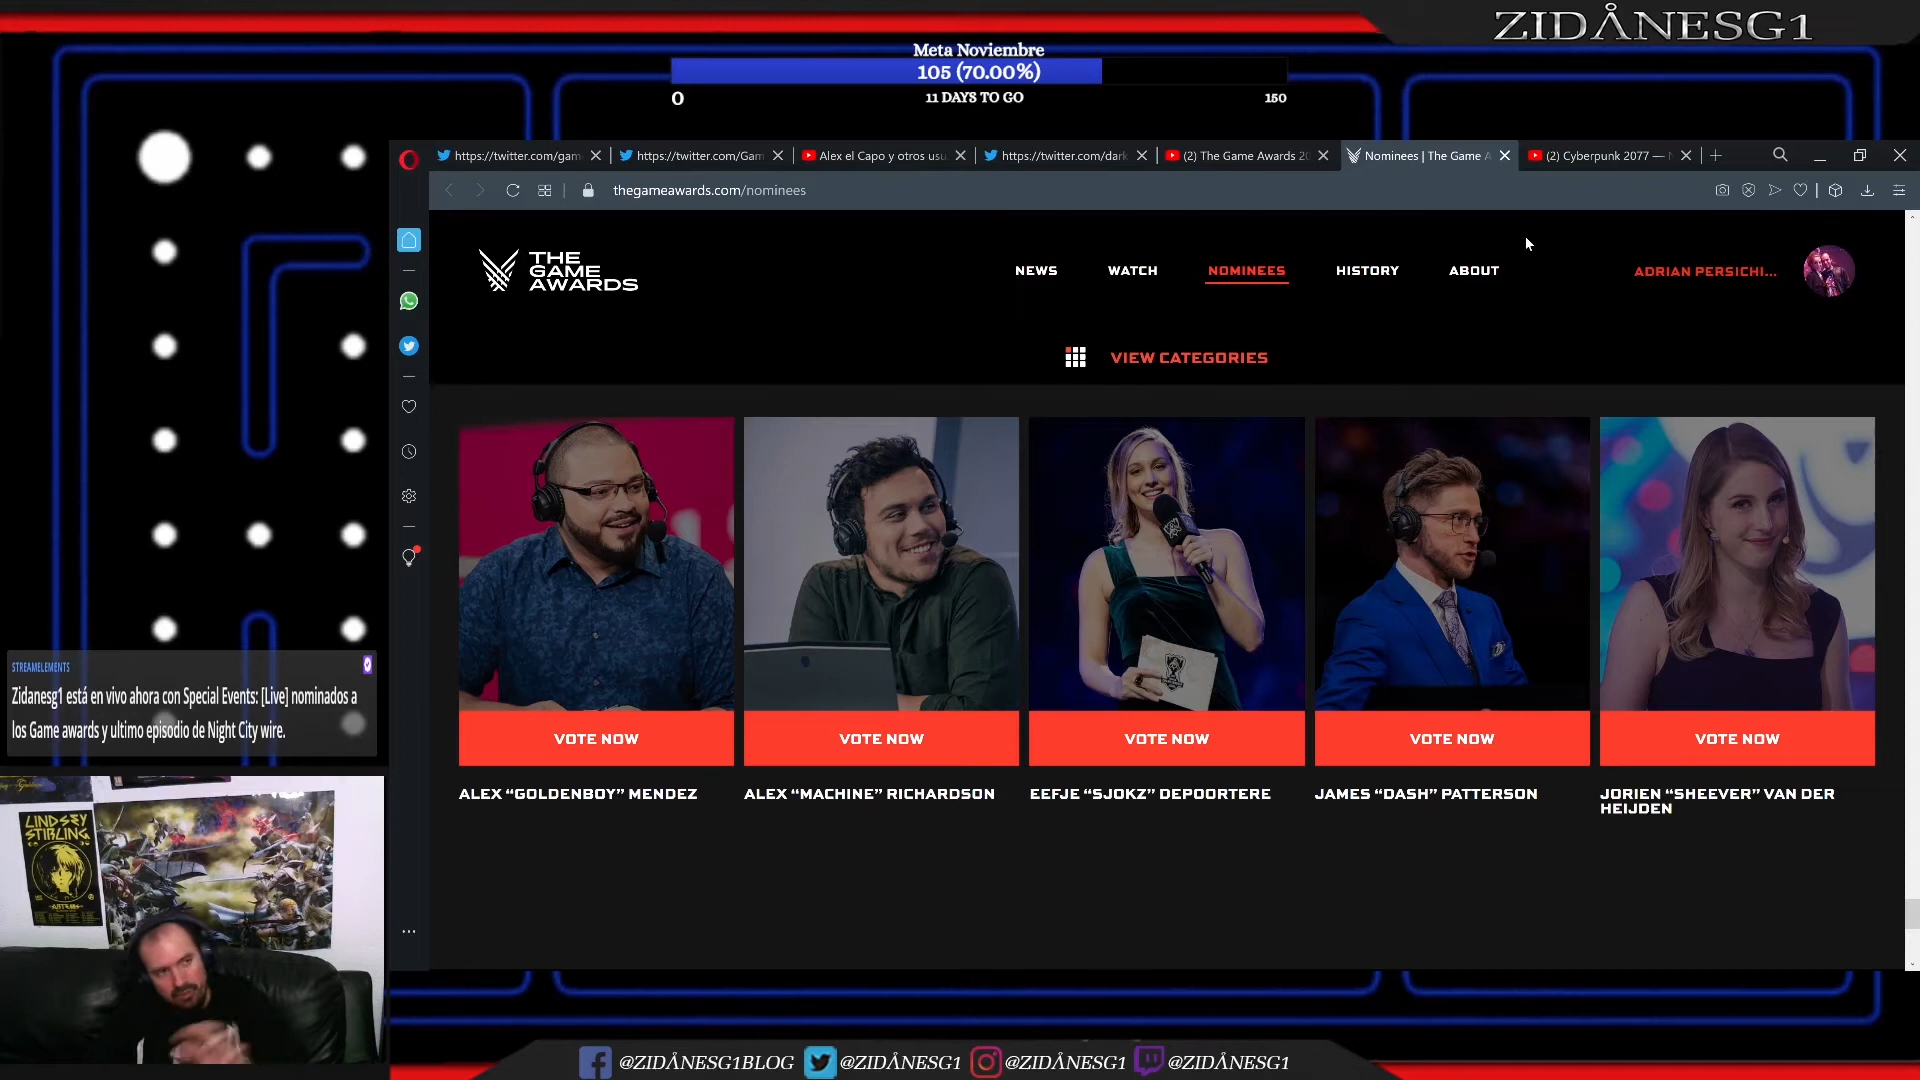 ZIDÅNESG1
Meta Noviembre
105 (70.00%)
0
11 DAYS TO GO
150
https://twitter.com/gam
https://twitter.com/Gam
Alex el Capo y otros usu
https://twitter.com/dark
(2) The Game Awards 20
Nominees | The Game A
(2) Cyberpunk 2077 —
thegameawards.com/nominees
THE
GAME
AWARDS
NEWS
WATCH
NOMINEES
HISTORY
ABOUT
ADRIAN PERSICHI...
VIEW CATEGORIES
VOTE NOW
VOTE NOW
VOTE NOW
VOTE NOW
VOTE NOW
ALEX “GOLDENBOY” MENDEZ
ALEX “MACHINE” RICHARDSON
EEFJE “SJOKZ” DEPOORTERE
JAMES “DASH” PATTERSON
JORIEN “SHEEVER” VAN DER
HEIJDEN
STREAMELEMENTS
Zidanesg1 está en vivo ahora con Special Events: [Live] nominados a
los Game awards y ultimo episodio de Night City wire.
LINDSEY
STIRLING
@ZIDÅNESG1BLOG
@ZIDÅNESG1
@ZIDÅNESG1
@ZIDÅNESG1